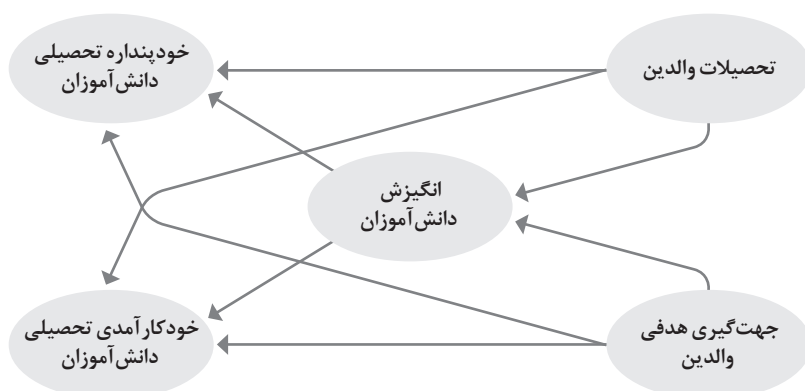 تحصیلات والدین
خودپنداره تحصیلی
دانش‌آموزان
انگیزش
دانش‌آموزان
جهت‌گیری هدفی
والدین
خودکارآمدی تحصیلی
دانش‌آموزان